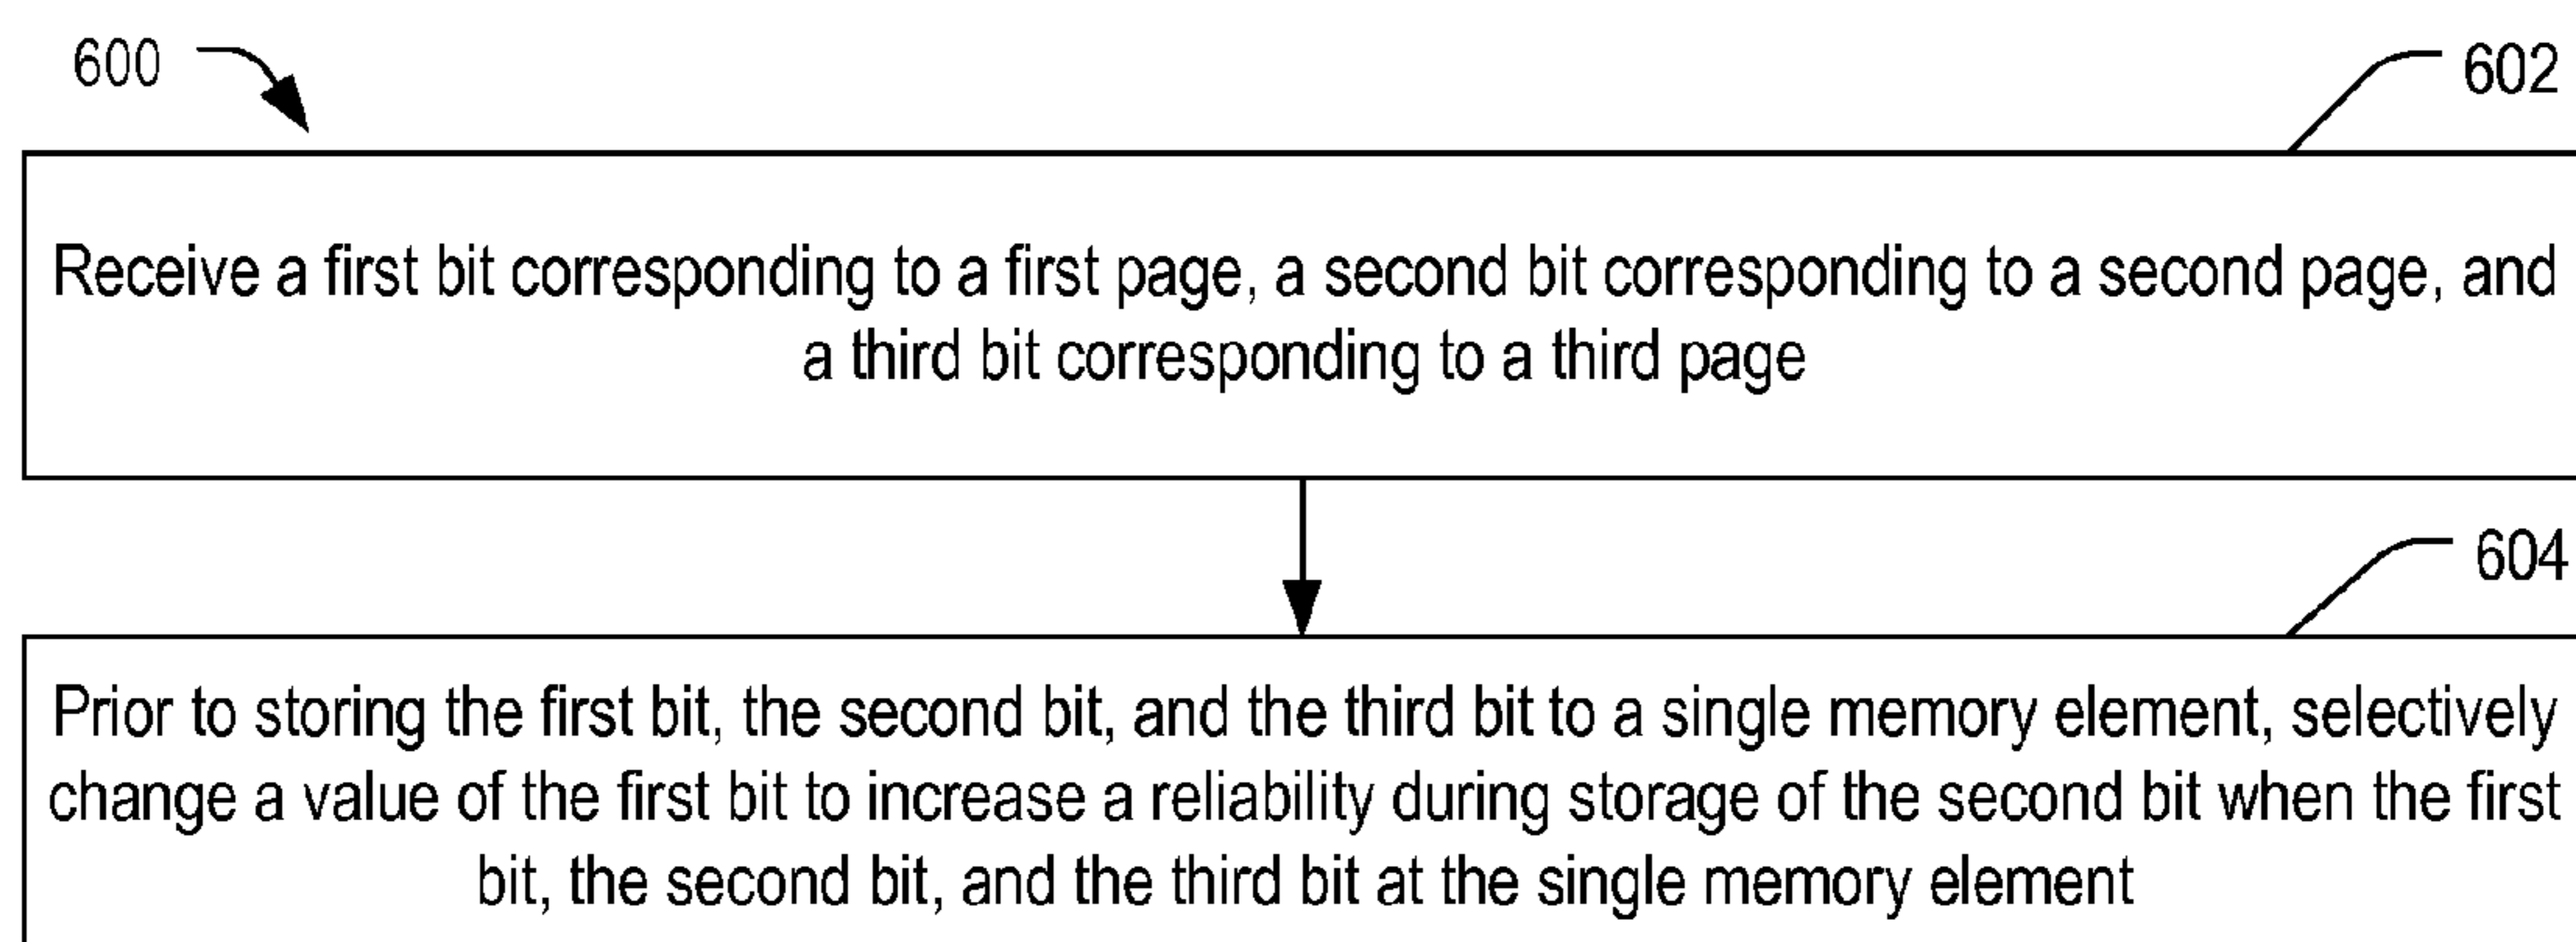 600
602
Receive a first bit corresponding to a first page, a second bit corresponding to a second page, and
a third bit corresponding to a third page
604
Prior to storing the first bit, the second bit, and the third bit to a single memory element, selectively
change a value of the first bit to increase a reliability during storage of the second bit when the first
bit, the second bit, and the third bit at the single memory element